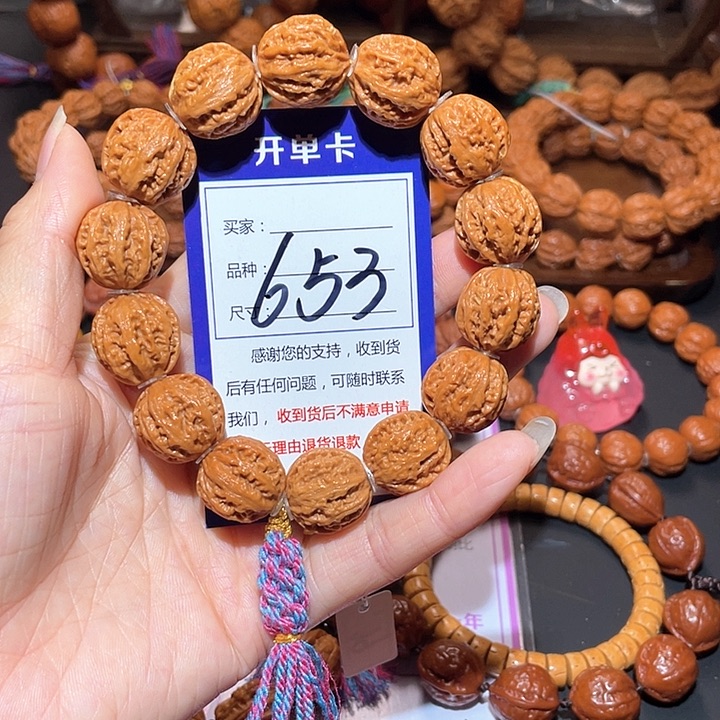 开单卡
买家：
品种：
653
尺寸
感谢您的支持，收到货
后有任何问题，可随时联系
我们，收到货后不满意申请
无理由退货退款
年